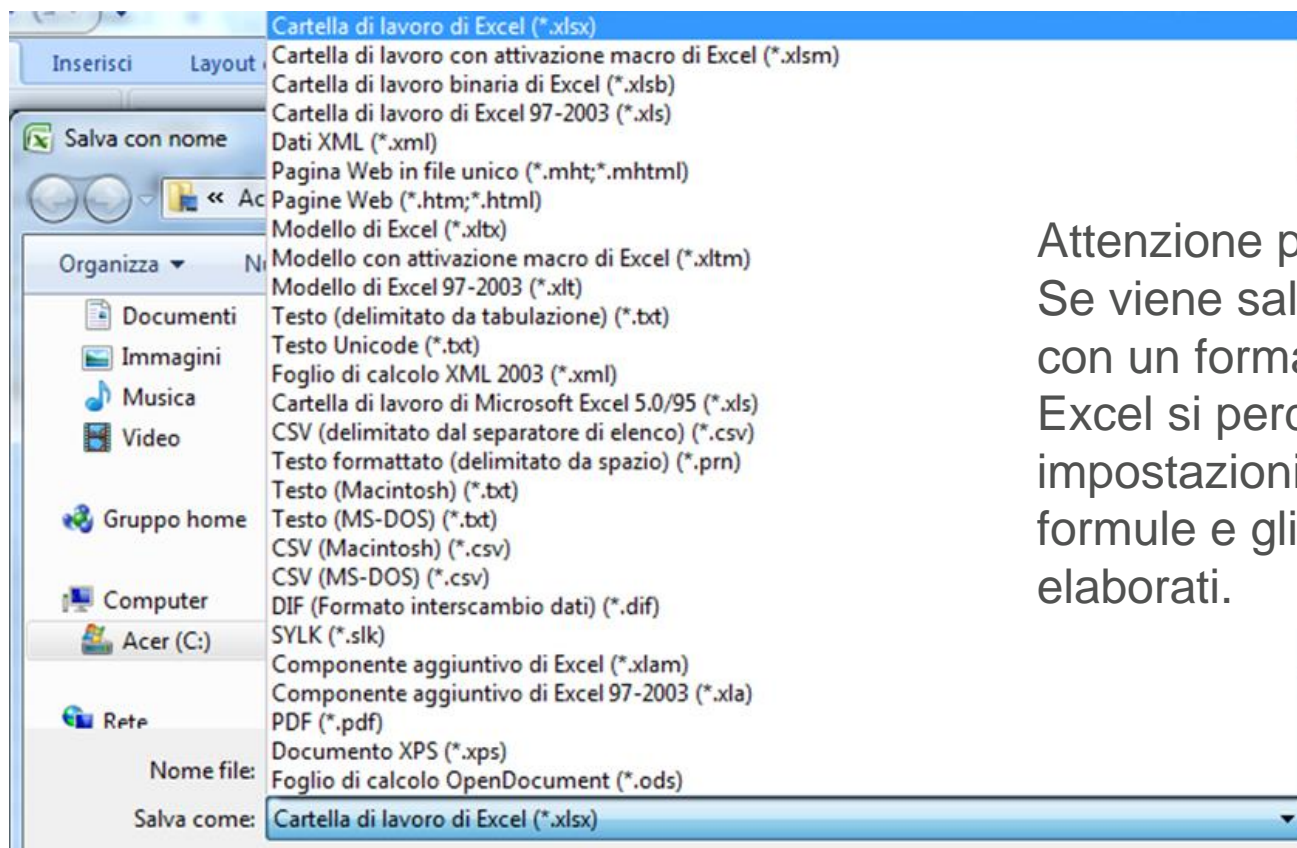 Inserisci Layout
Salva con nome
« Ac
Organizza
Documenti
Immagini
Musica
Video
Gruppo home
Computer
Acer (C:)
Rete
Cartella di lavoro di Excel (*.xlsx)
Cartella di lavoro con attivazione macro di Excel (*.xlsm)
Cartella di lavoro binaria di Excel (*.xlsb)
Cartella di lavoro di Excel 97-2003 (*.xls)
Dati XML (*.xml)
Pagina Web in file unico (*.mht;*.mhtml)
Pagine Web (*.htm;*.html)
Modello di Excel (*.xltx)
Modello con attivazione macro di Excel (*.xltm)
Modello di Excel 97-2003 (*.xlt)
Testo (delimitato da tabulazione) (*.txt)
Testo Unicode (*.txt)
Foglio di calcolo XML 2003 (*.xml)
Cartella di lavoro di Microsoft Excel 5.0/95 (*.xls)
CSV (delimitato dal separatore di elenco) (*.csv)
Testo formattato (delimitato da spazio) (*.prn)
Testo (Macintosh) (*.txt)
Testo (MS-DOS) (*.txt)
CSV (Macintosh) (*.csv)
CSV (MS-DOS) (*.csv)
DIF (Formato interscambio dati) (*.dif)
SYLK (*.slk)
Componente aggiuntivo di Excel (*.xlam)
Componente aggiuntivo di Excel 97-2003 (*.xla)
PDF (*.pdf)
Documento XPS (*.xps)
Foglio di calcolo OpenDocument (*.ods)
Nome file:
Salva come: Cartella di lavoro di Excel (*.xlsx)
Attenzione p
Se viene sal
con un forma
Excel si perd
impostazioni
formule e gli
elaborati.